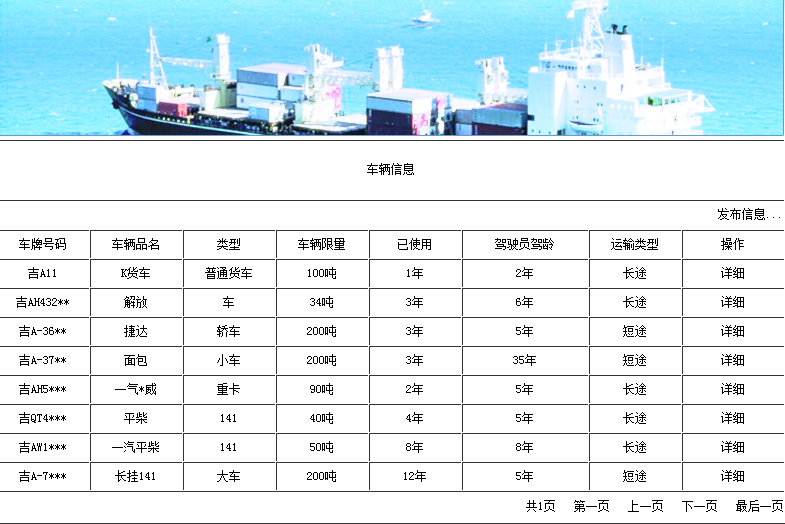 车辆信息
发布信息...
车牌号码 车辆品名 类型 车辆限量 已使用 驾驶员驾龄 运输类型 操作
吉A11 K货车 普通货车 100吨 1年 2年 长途 详细
吉AH432** 解放 车 34吨 3年 6年 长途 详细
吉A-36** 捷达 轿车 200吨 3年 5年 短途 详细
吉A-37** 面包 小车 200吨 3年 35年 短途 详细
吉AH5*** 一气*威 重卡 90吨 2年 5年 长途 详细
吉QT4*** 平柴 141 40吨 4年 5年 长途 详细
吉AW1*** 一汽平柴 141 50吨 8年 8年 长途 详细
吉A-7*** 长挂141 大车 200吨 12年 5年 短途 详细
共1页 第一页 上一页 下一页 最后一页